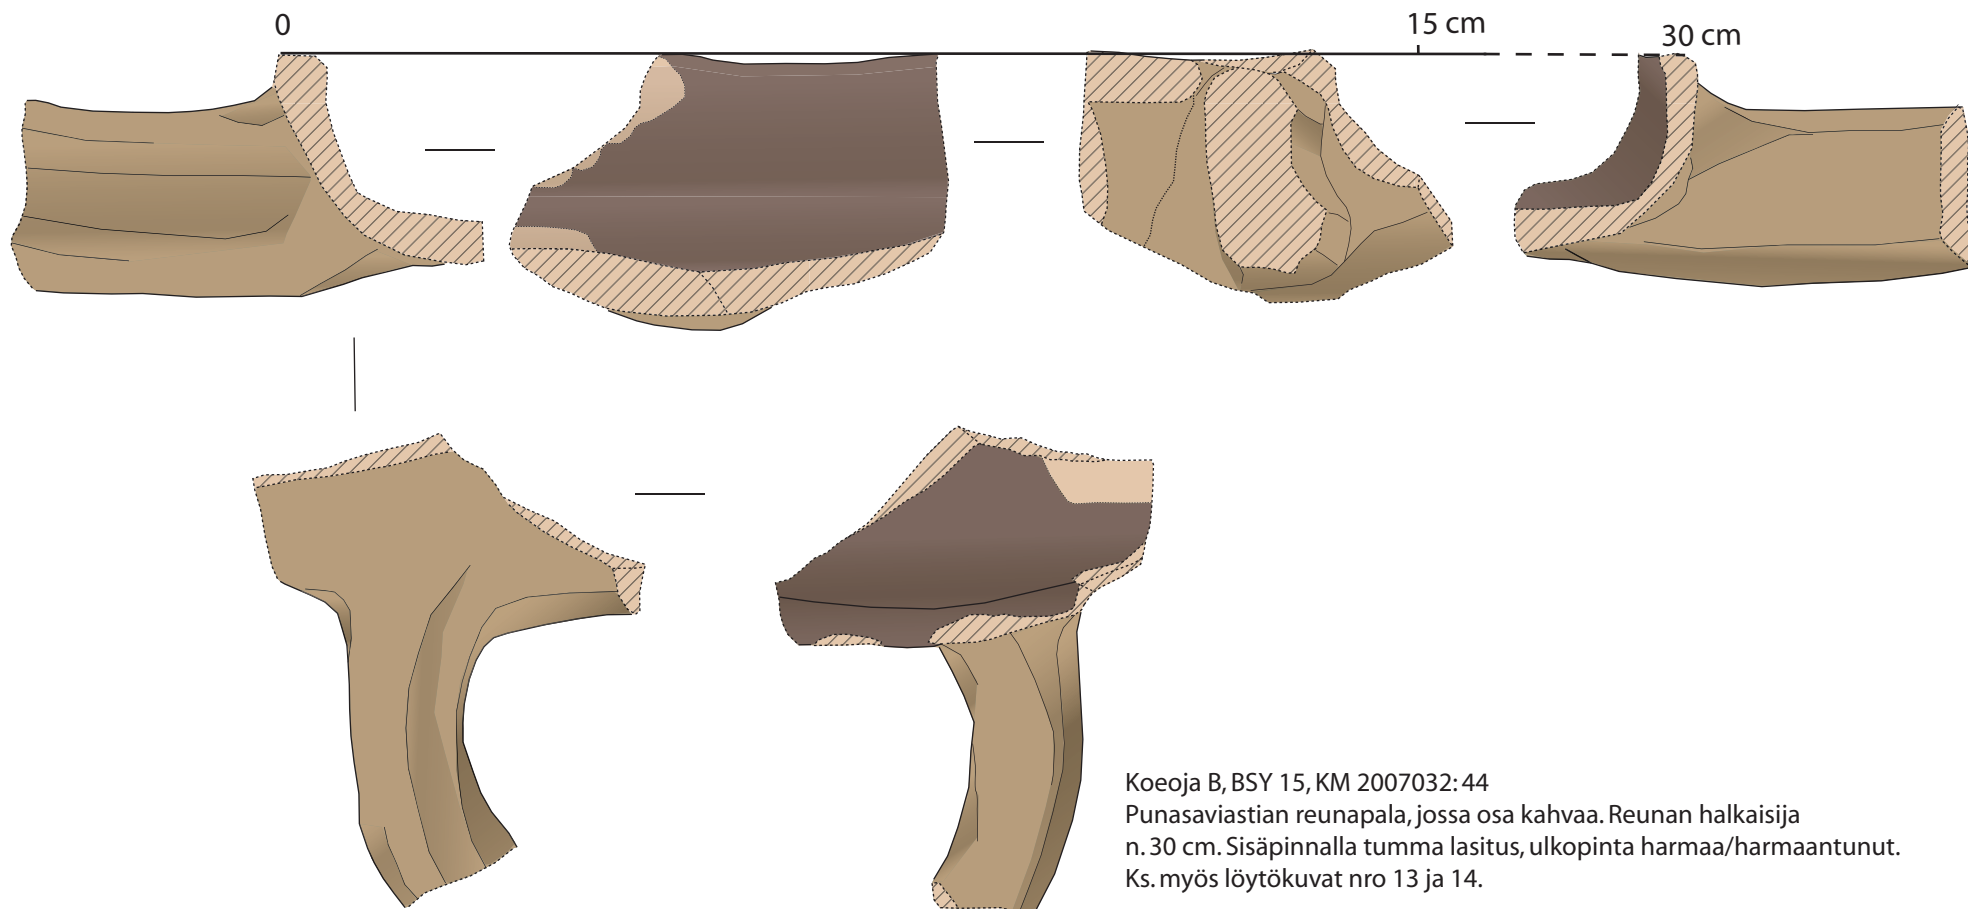 0
15 cm
30 cm
Koeoja B, BSY 15, KM 2007032: 44
Punasaviastian reunapala, jossa osa kahvaa. Reunan halkaisija
n. 30 cm. Sisäpinnalla tumma lasitus, ulkopinta harmaa/harmaantunut.
Ks. myös löytökuvat nro 13 ja 14.